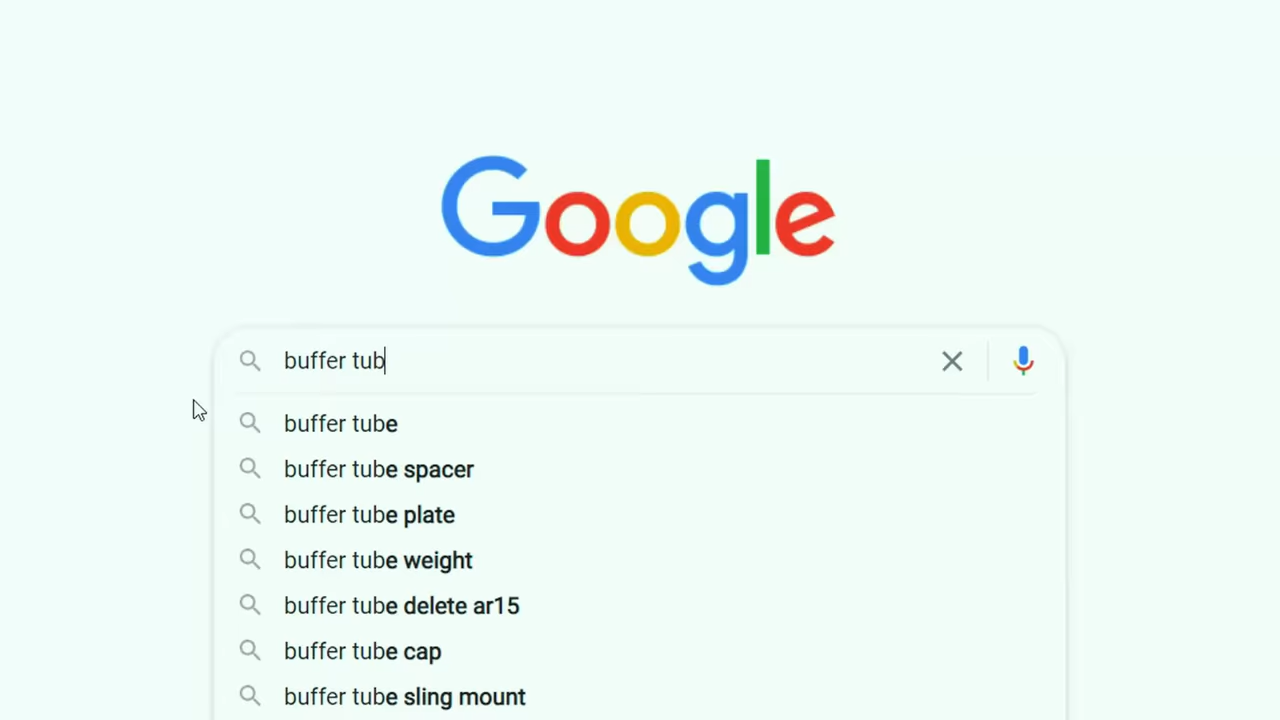 Google
buffer tub
buffer tube
buffer tube spacer
buffer tube plate
buffer tube weight
buffer tube delete ar15
buffer tube cap
buffer tube sling mount